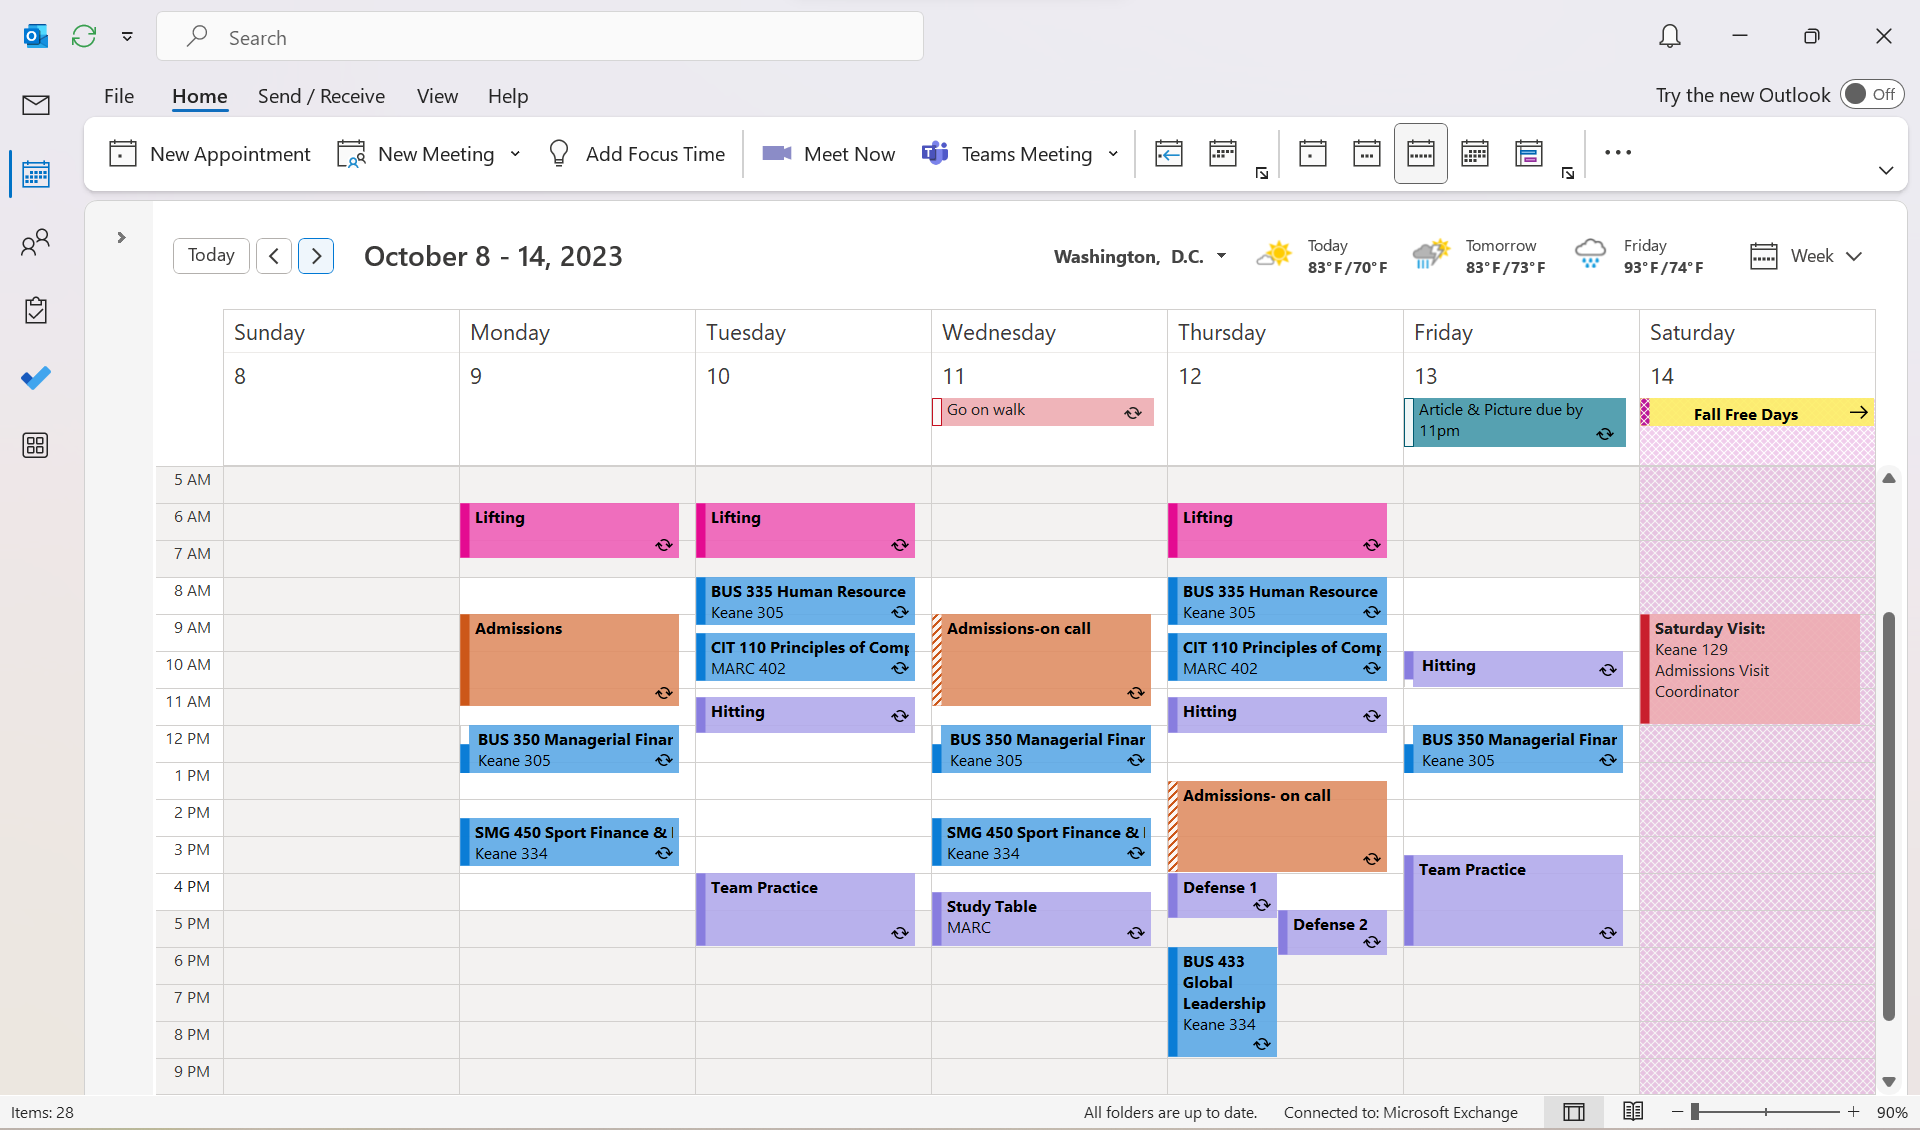 Search
File Home Send / Receive View Help
Try the new Outlook Off
New Appointment New Meeting Add Focus Time Meet Now Teams Meeting
Today October 8 - 14, 2023
Washington, D.C.
Today
83°F/70°F
Tomorrow
83°F/73°F
Friday
93°F/74°F
Week
Sunday Monday Tuesday Wednesday Thursday Friday Saturday
8 9 10 11 12 13 14
Go on walk
Article & Picture due by
11pm
Fall Free Days
5 AM
6 AM
7 AM
8 AM
9 AM
10 AM
11 AM
12 PM
1 PM
2 PM
3 PM
4 PM
5 PM
6 PM
7 PM
8 PM
9 PM
Lifting
Admissions
BUS 350 Managerial Finar
Keane 305
SMG 450 Sport Finance &
Keane 334
Lifting
BUS 335 Human Resource
Keane 305
CIT 110 Principles of Comp
MARC 402
Hitting
Team Practice
Admissions-on call
BUS 350 Managerial Finar
Keane 305
SMG 450 Sport Finance &
Keane 334
Study Table
MARC
Lifting
BUS 335 Human Resource
Keane 305
CIT 110 Principles of Comp
MARC 402
Hitting
Admissions- on call
Defense 1
Defense 2
BUS 433
Global
Leadership
Keane 334
Hitting
BUS 350 Managerial Finar
Keane 305
Team Practice
Saturday Visit:
Keane 129
Admissions Visit
Coordinator
Items: 28 All folders are up to date. Connected to: Microsoft Exchange 90%